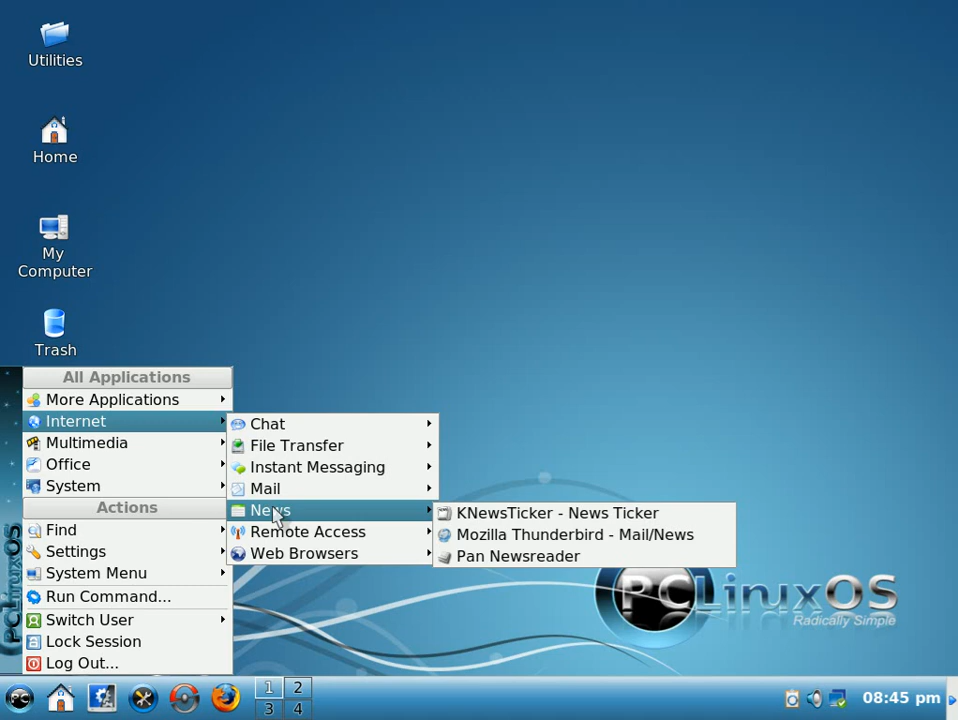 Utilities
Home
My
Computer
Trash
All Applications
More Applications
Internet
Multimedia
Office
System
Actions
Find
Settings
System Menu
Run Command...
Switch User
Lock Session
Log Out...
PCLinuxOS
Chat
File Transfer
Instant Messaging
Mail
News
Remote Access
Web Browsers
KNewsTicker - News Ticker
Mozilla Thunderbird - Mail/News
Pan Newsreader
PCLinuxOS
Radically Simple
PC
1 2
3 4
08:45 pm